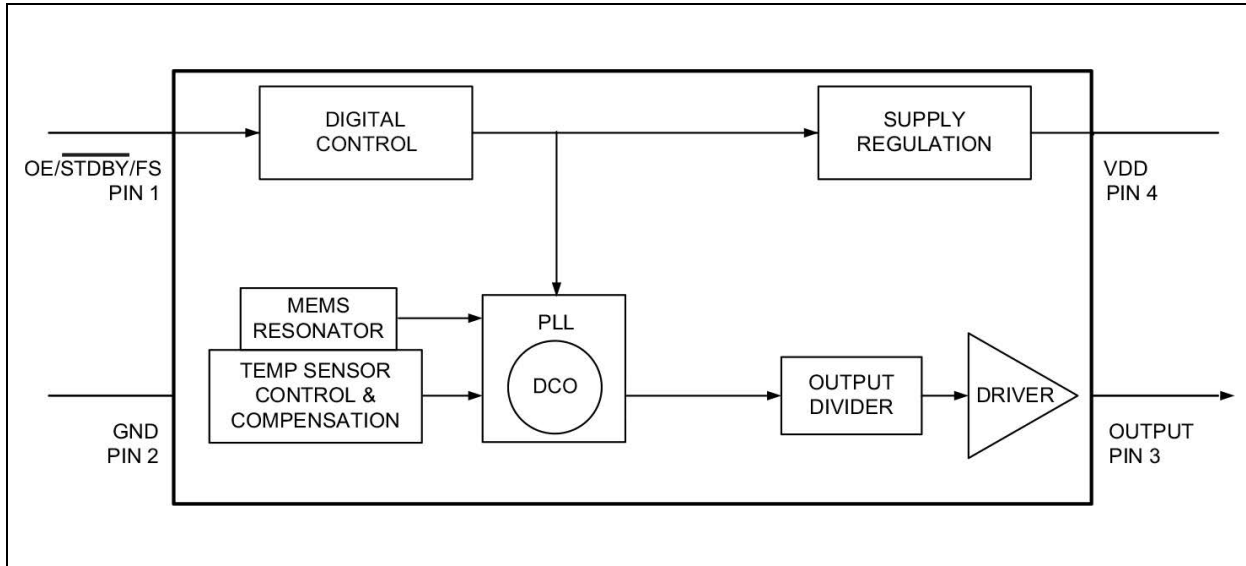 DIGITAL
CONTROL
SUPPLY
REGULATION
OE/STDBY/FS
PIN 1
VDD
PIN 4
MEMS
RESONATOR
PLL
DCO
TEMP SENSOR
CONTROL &
COMPENSATION
OUTPUT
DIVIDER
DRIVER
GND
PIN 2
OUTPUT
PIN 3